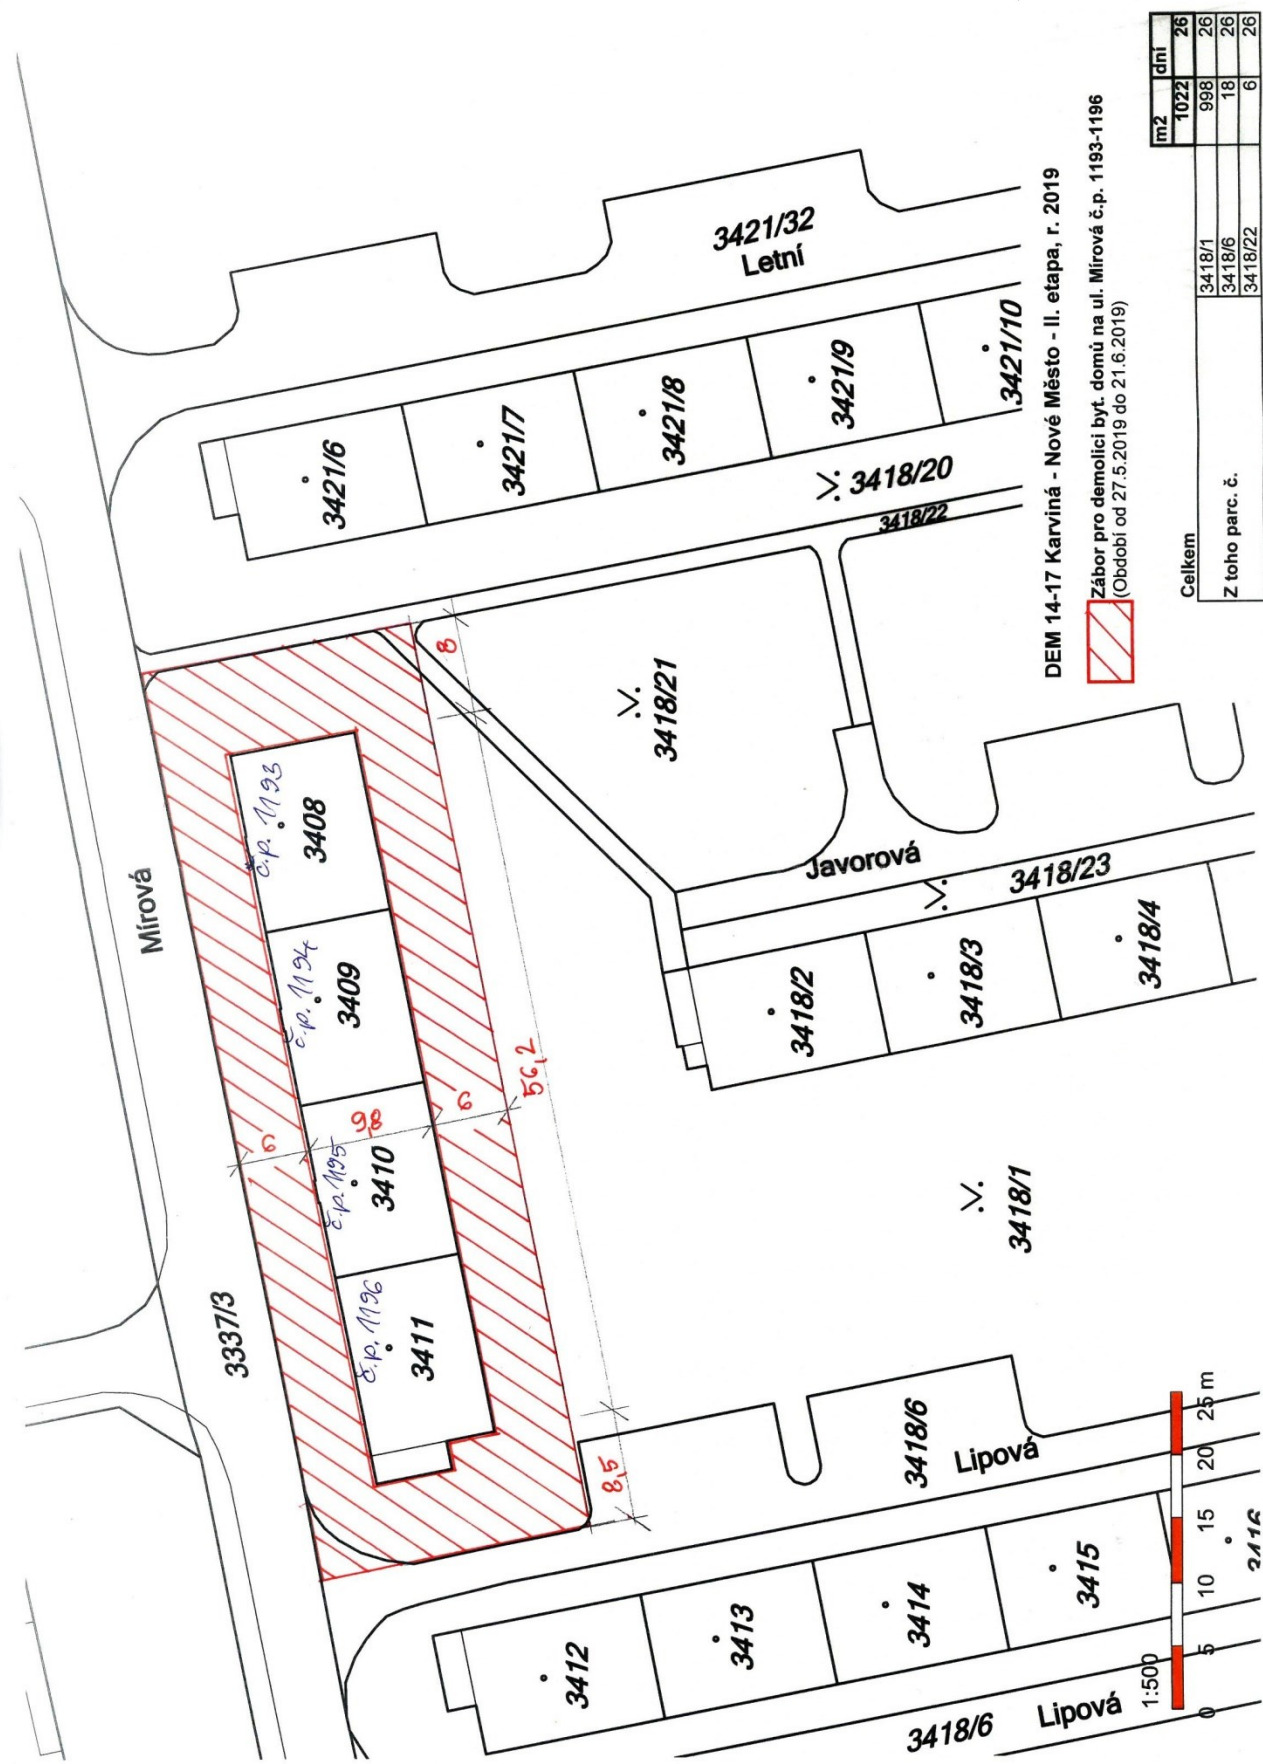 Mírová
3337/3
č.p. 1196
3411
č.p. 1195
3410
č.p. 1194
3409
č.p. 1193
3408
6
9,8
6
56,2
8,5
8
3421/6
3421/7
3421/8
3421/9
3421/10
3421/32
Letní
3418/20
3418/22
3418/21
Javorová
3418/23
3418/2
3418/3
3418/4
3418/1
3418/6
Lipová
3412
3413
3414
3415
3416
3418/6
Lipová
1:500
0 5 10 15 20 25 m
DEM 14-17 Karviná - Nové Město - II. etapa, r. 2019
Zábor pro demolici byt. domů na ul. Mírová č.p. 1193-1196
(Období od 27.5.2019 do 21.6.2019)
m2 dní
Celkem 1022 26
Z toho parc. č. 3418/1 998 26
3418/6 18 26
3418/22 6 26